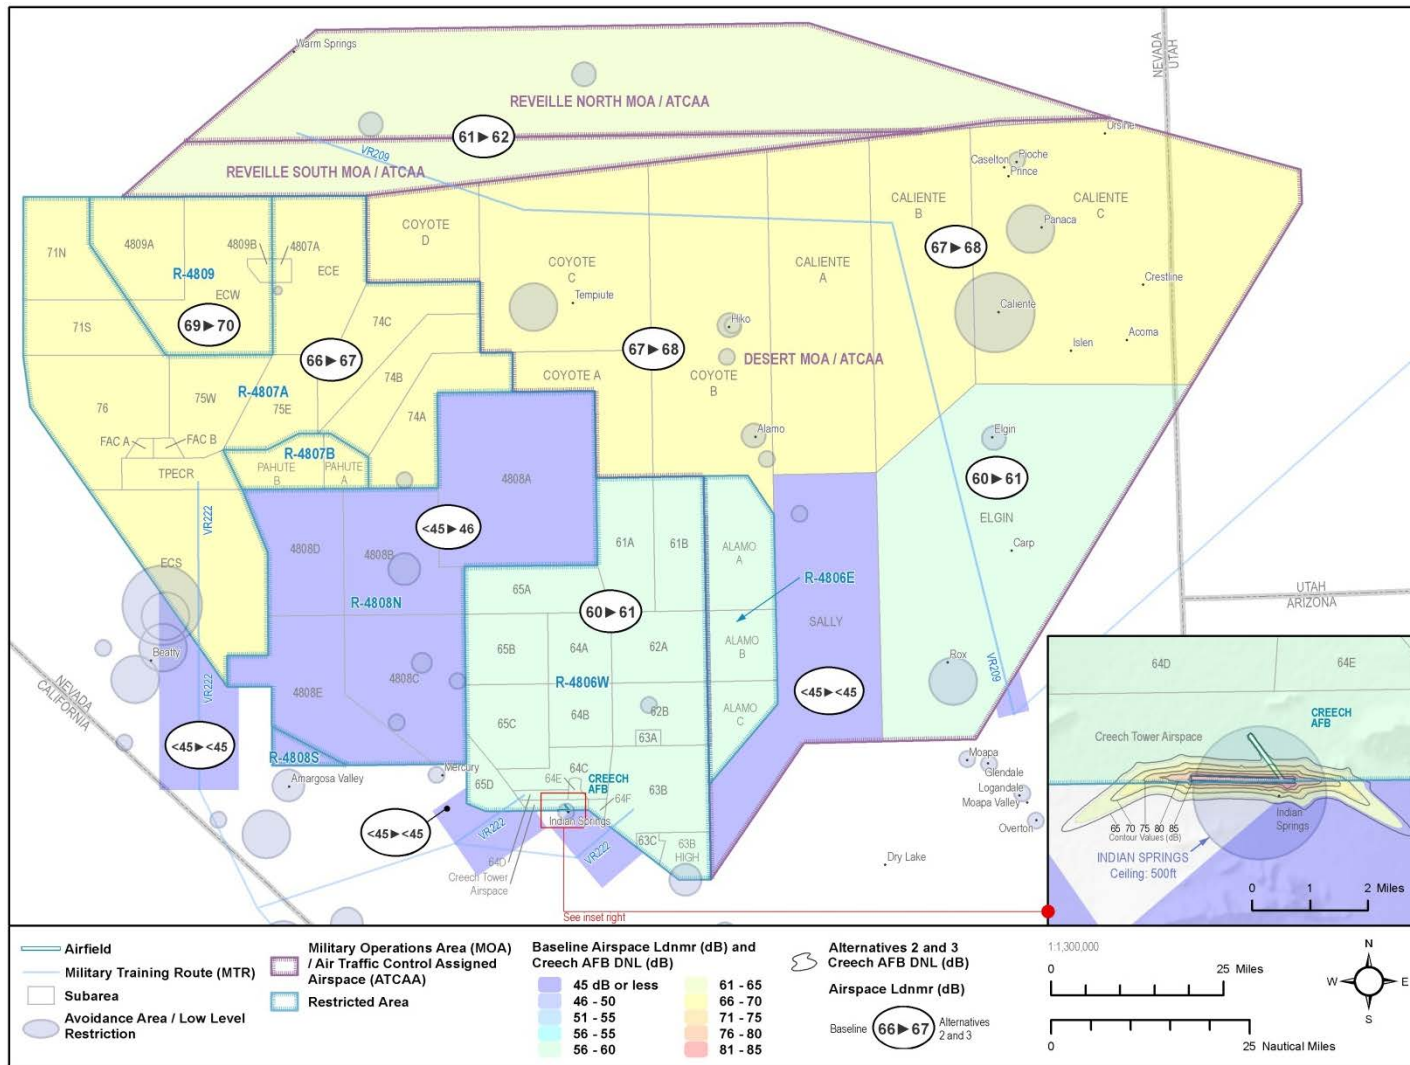 Warm Springs
NEVADA
UTAH
REVEILLE NORTH MOA / ATCAA
61►62
VR209
REVEILLE SOUTH MOA / ATCAA
Ursine
Pioche
Caselton
Prince
CALIENTE
B
CALIENTE
C
Panaca
COYOTE
D
71N
4809A
4809B
4807A
R-4809
ECE
ECW
67►68
COYOTE
C
CALIENTE
A
Tempiute
Crestline
Caliente
69►70
71S
74C
Hiko
Acoma
Islen
66►67
67►68
DESERT MOA / ATCAA
COYOTE A
COYOTE
B
74B
R-4807A
75W
75E
76
74A
FAC A
FAC B
R-4807B
Alamo
Elgin
TPECR
PAHUTE
B
PAHUTE
A
4808A
60►61
VR222
<45►46
ELGIN
61A
61B
4808D
4808B
ALAMO
A
Carp
ECS
R-4806E
65A
R-4808N
60►61
UTAH
ARIZONA
SALLY
65B
64A
62A
ALAMO
B
Beatty
Rox
VR209
4808E
4808C
R-4806W
<45►<45
VR222
NEVADA
CALIFORNIA
65C
64B
62B
ALAMO
C
63A
<45►<45
R-4808S
Amargosa Valley
Mercury
64C
65D
64E
CREECH
AFB
63B
64F
Moapa
Glendale
Logandale
Moapa Valley
Overton
<45►<45
VR222
Indian Springs
VR222
63C
63B
HIGH
64D
Creech Tower
Airspace
Dry Lake
See inset right
64D
64E
CREECH
AFB
Creech Tower Airspace
65 70 75 80 85
Contour Values (dB)
Indian
Springs
INDIAN SPRINGS
Ceiling: 500ft
0 1 2 Miles
Airfield
Military Training Route (MTR)
Subarea
Avoidance Area / Low Level
Restriction
Military Operations Area (MOA)
/ Air Traffic Control Assigned
Airspace (ATCAA)
Restricted Area
Baseline Airspace Ldnmr (dB) and
Creech AFB DNL (dB)
45 dB or less
46 - 50
51 - 55
56 - 55
56 - 60
61 - 65
66 - 70
71 - 75
76 - 80
81 - 85
Alternatives 2 and 3
Creech AFB DNL (dB)
Airspace Ldnmr (dB)
Baseline 66►67 Alternatives
2 and 3
1:1,300,000
0 25 Miles
0 25 Nautical Miles
N
W E
S